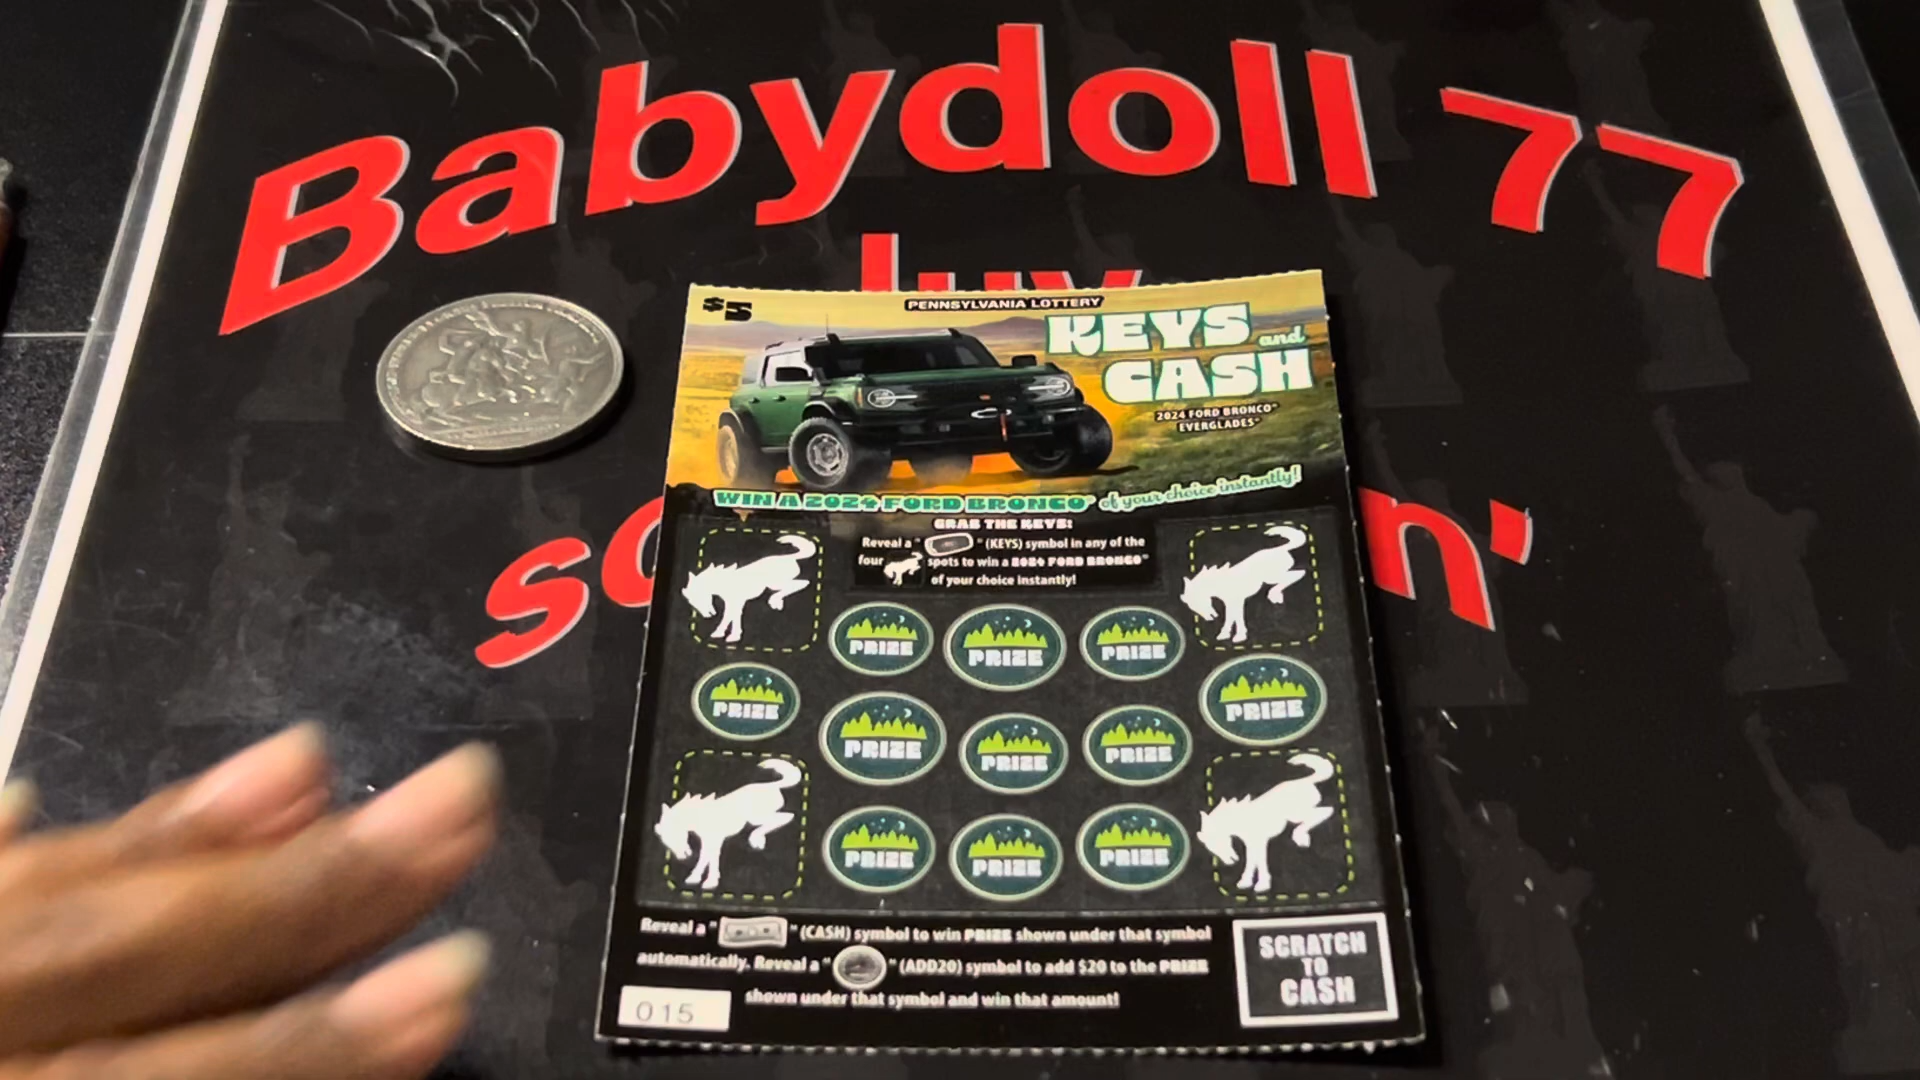 Babydoll 77
luv
$5
PENNSYLVANIA LOTTERY
KEYS and
CASH
2024 FORD BRONCO®
EVERGLADES™
WIN A 2024 FORD BRONCO® of your choice instantly!
GRAB THE KEYS!
Reveal a " " (KEYS) symbol in any of the
four spots to win a 2024 FORD BRONCO™
of your choice instantly!
PRIZE PRIZE PRIZE
PRIZE PRIZE
PRIZE PRIZE PRIZE
PRIZE PRIZE PRIZE
Reveal a " " (CASH) symbol to win PRIZE shown under that symbol
automatically. Reveal a " " (ADD20) symbol to add $20 to the PRIZE
shown under that symbol and win that amount!
015
SCRATCH
TO
CASH